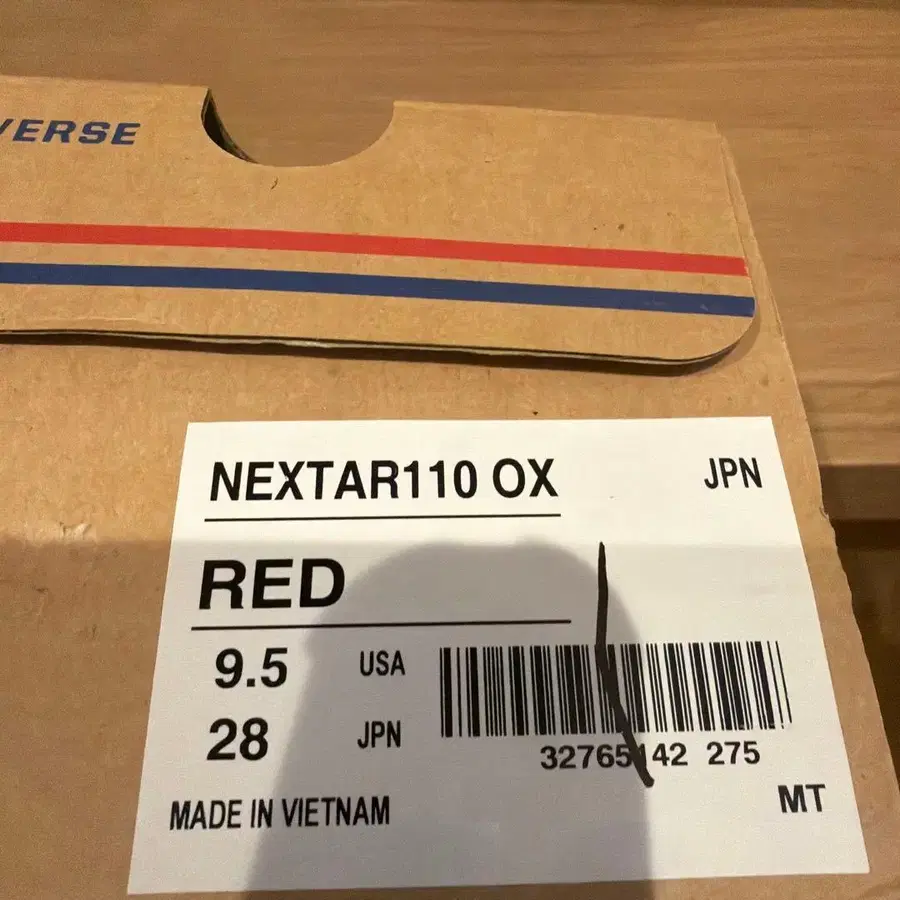 VERSE
NEXTAR110 OX
JPN
RED
9.5 USA
28 JPN
32765142 275
MADE IN VIETNAM
MT